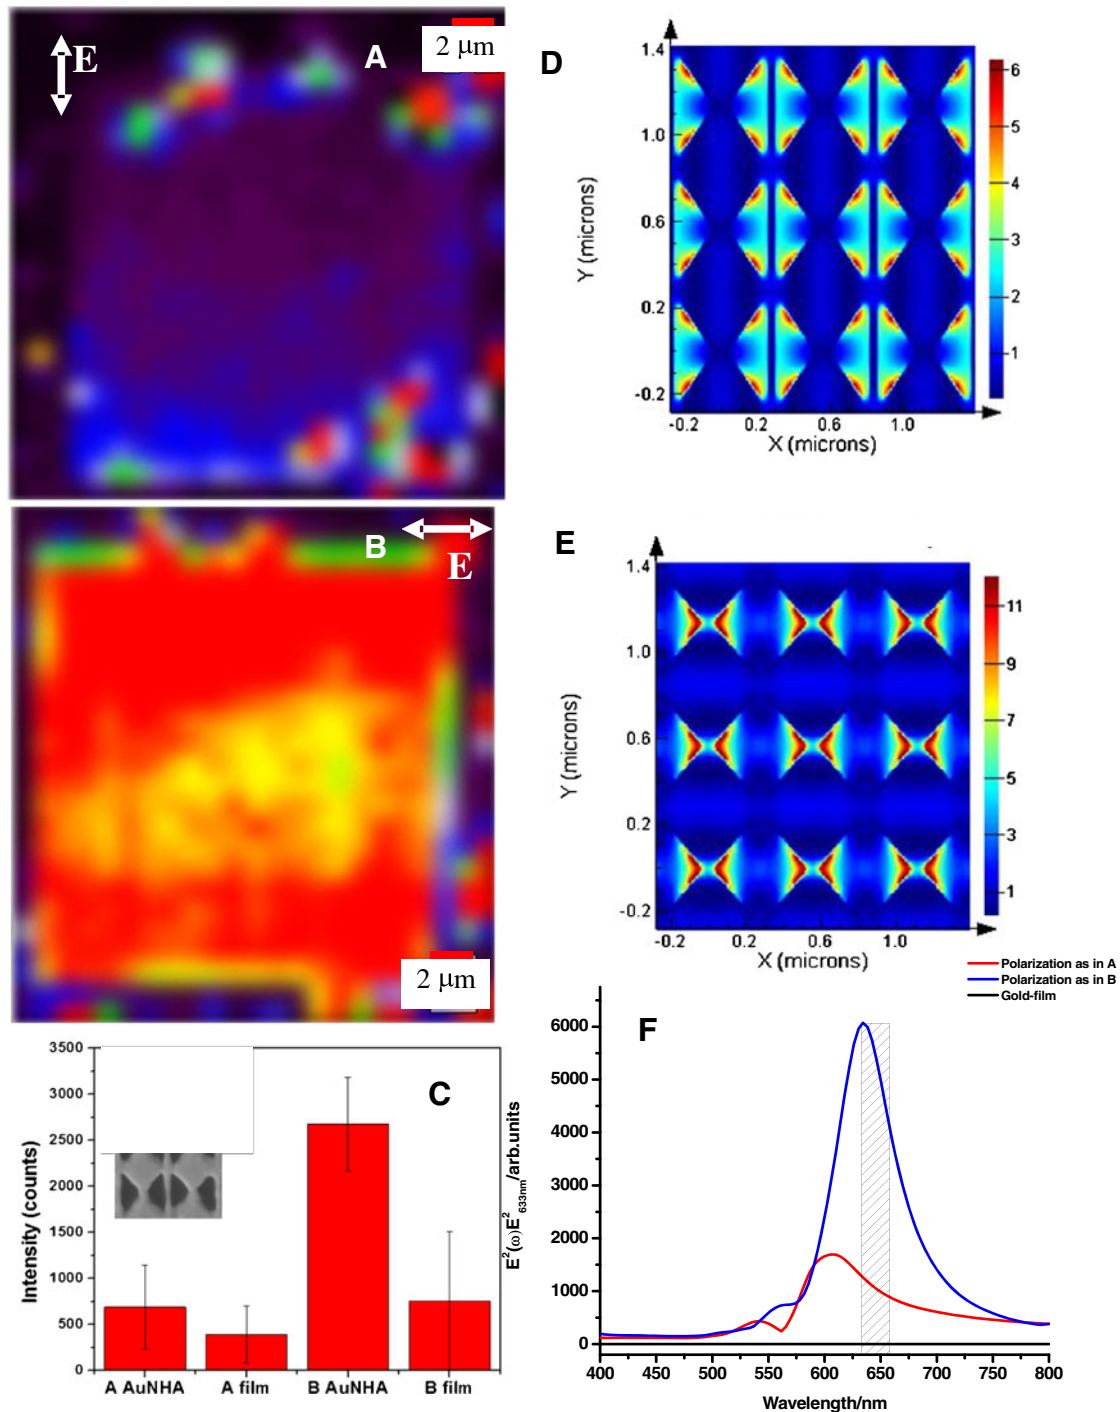 E
A
2 μm
D
1.4
1.0
0.6
0.2
-0.2
Y (microns)
-0.2
0.2
0.6
1.0
X (microns)
6
5
4
3
2
1
B
E
2 μm
E
1.4
1.0
0.6
0.2
-0.2
Y (microns)
-0.2
0.2
0.6
1.0
X (microns)
11
9
7
5
3
1
C
3500
3000
2500
2000
1500
1000
500
0
Intensity (counts)
A AuNHA
A film
B AuNHA
B film
Polarization as in A
Polarization as in B
Gold-film
F
6000
5000
4000
3000
2000
1000
0
E²(ω)E²₆₃₃ₙₘ/arb.units
400
450
500
550
600
650
700
750
800
Wavelength/nm